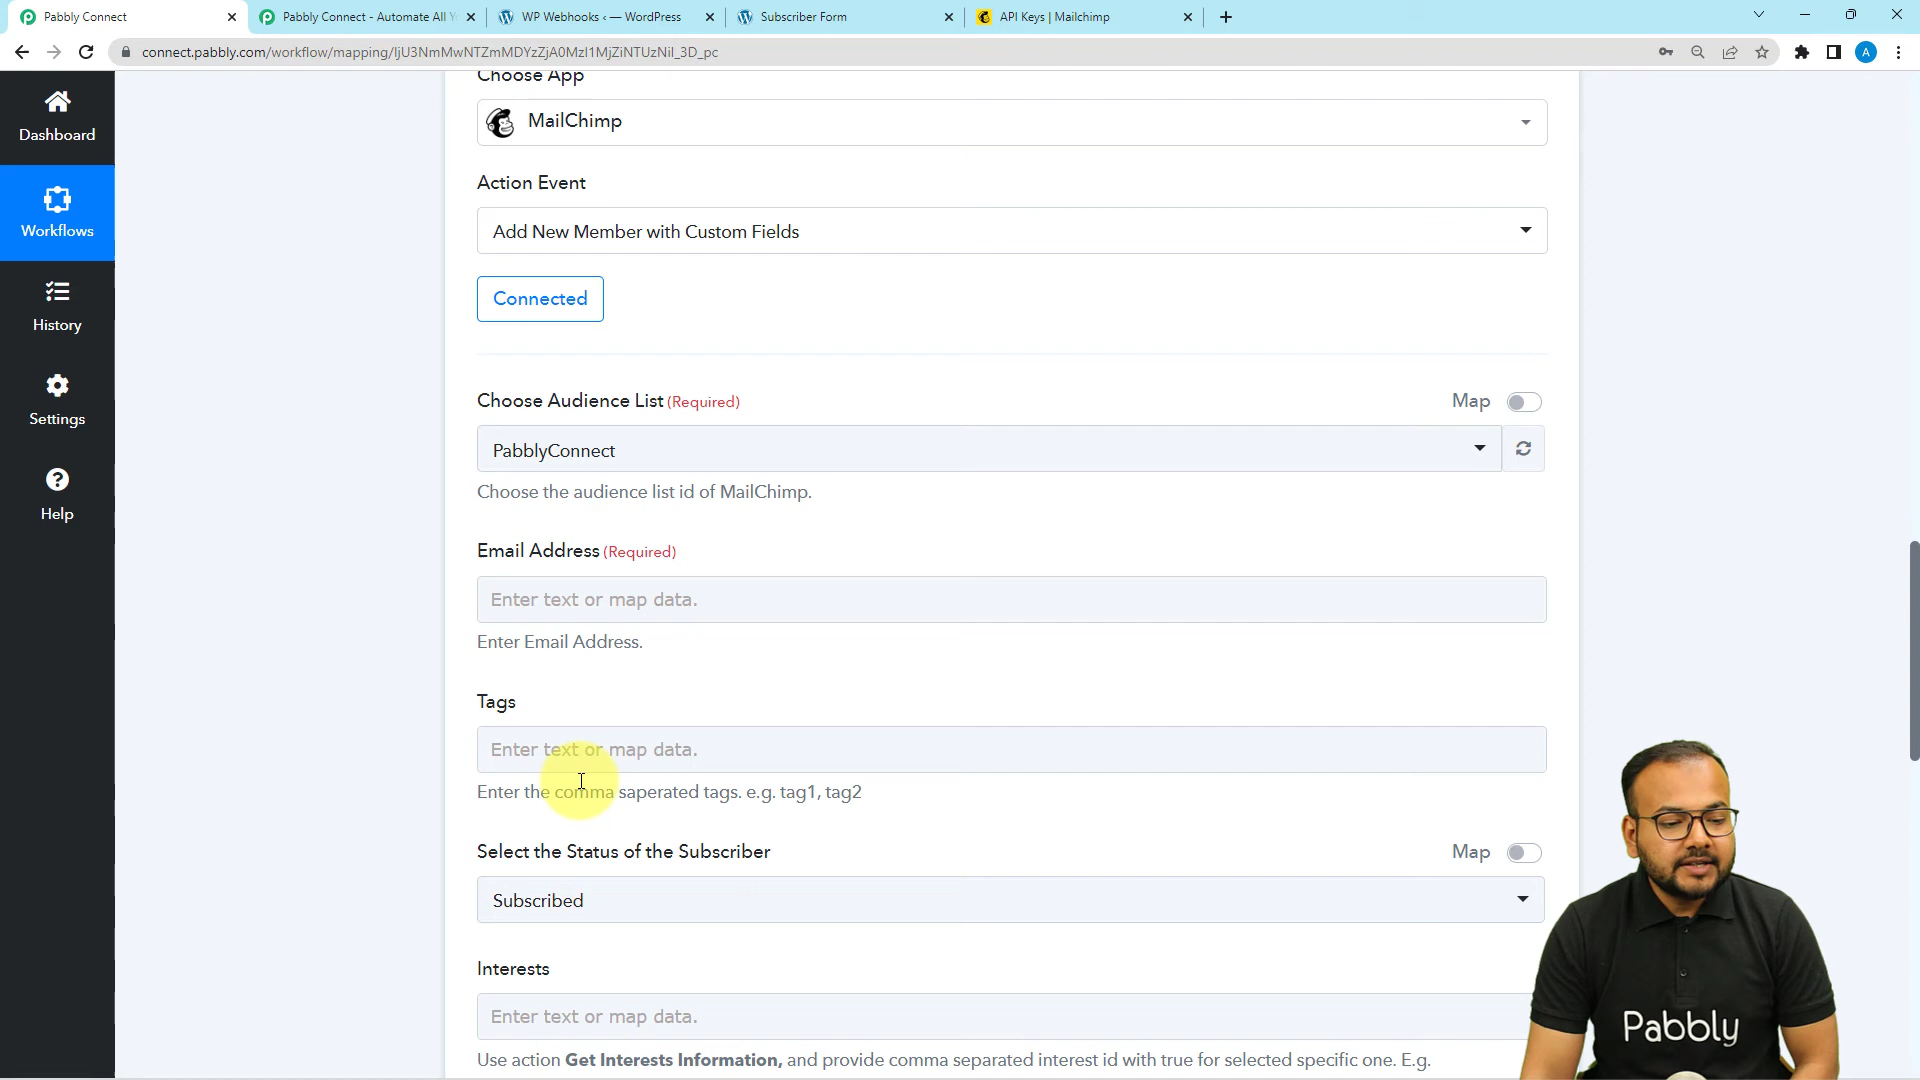 Pabbly Connect
Pabbly Connect - Automate All Y
WP Webhooks ‹ — WordPress
Subscriber Form
API Keys | Mailchimp
connect.pabbly.com/workflow/mapping/IjU3NmMwNTZmMDYzZjA0MzI1MjZiNTUzNiI_3D_pc
A
Dashboard
Workflows
History
Settings
Help
Choose App
MailChimp
Action Event
Add New Member with Custom Fields
Connected
Choose Audience List (Required)
Map
PabblyConnect
Choose the audience list id of MailChimp.
Email Address (Required)
Enter text or map data.
Enter Email Address.
Tags
Enter text or map data.
Enter the comma saperated tags. e.g. tag1, tag2
Select the Status of the Subscriber
Map
Subscribed
Interests
Enter text or map data.
Use action Get Interests Information, and provide comma separated interest id with true for selected specific one. E.g.
Pabbly